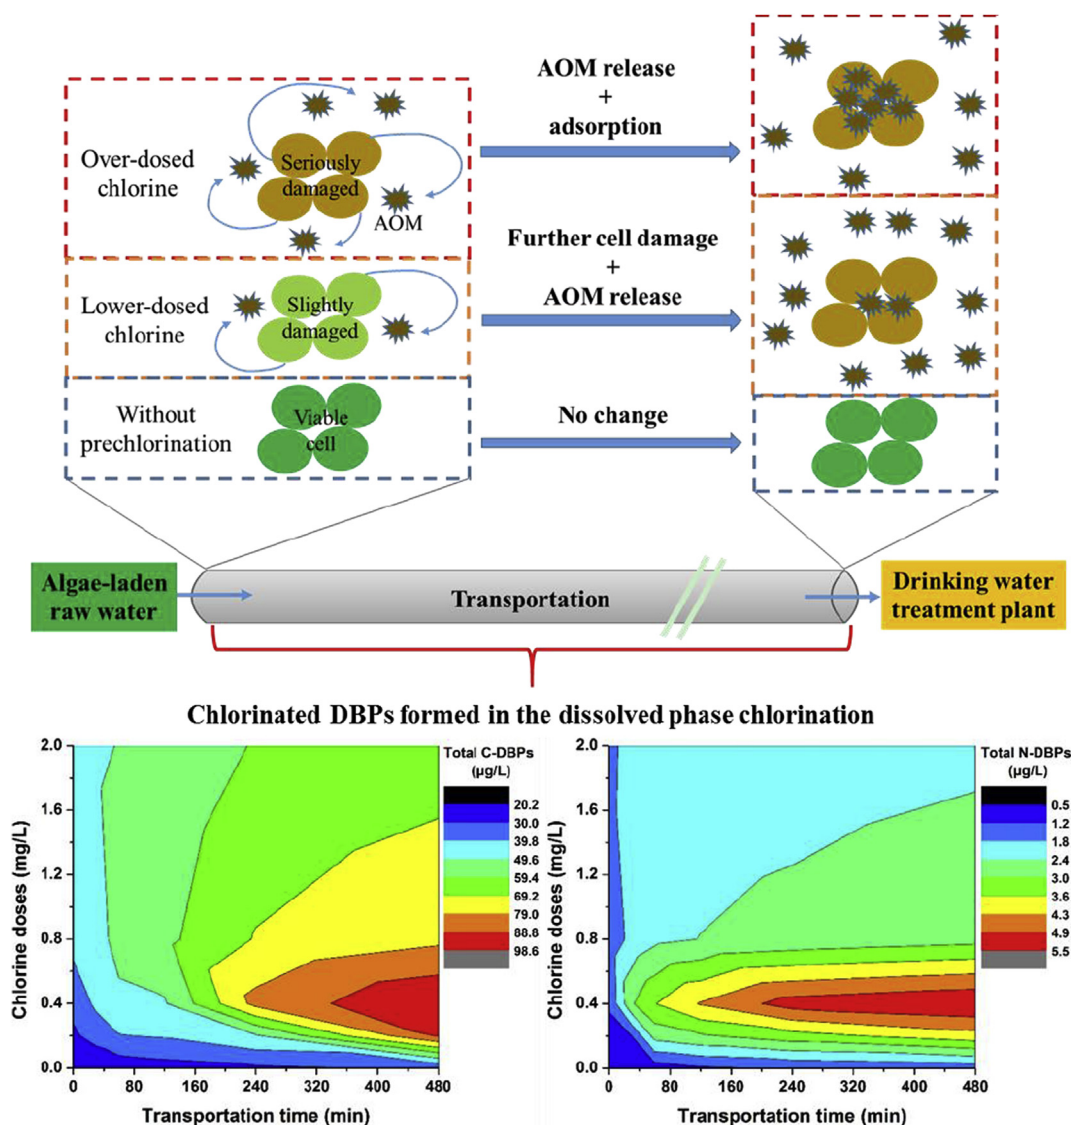 AOM release
+
adsorption
Over-dosed
chlorine
Seriously
damaged
AOM
Further cell damage
+
AOM release
Lower-dosed
chlorine
Slightly
damaged
Without
prechlorination
Viable
cell
No change
Algae-laden
raw water
Transportation
Drinking water
treatment plant
Chlorinated DBPs formed in the dissolved phase chlorination
Total C-DBPs
(µg/L)
20.2
30.0
39.8
49.6
59.4
69.2
79.0
88.8
98.6
Chlorine doses (mg/L)
2.0
1.6
1.2
0.8
0.4
0.0
0 80 160 240 320 400 480
Transportation time (min)
Total N-DBPs
(µg/L)
0.5
1.2
1.8
2.4
3.0
3.6
4.3
4.9
5.5
Chlorine doses (mg/L)
2.0
1.6
1.2
0.8
0.4
0.0
0 80 160 240 320 400 480
Transportation time (min)